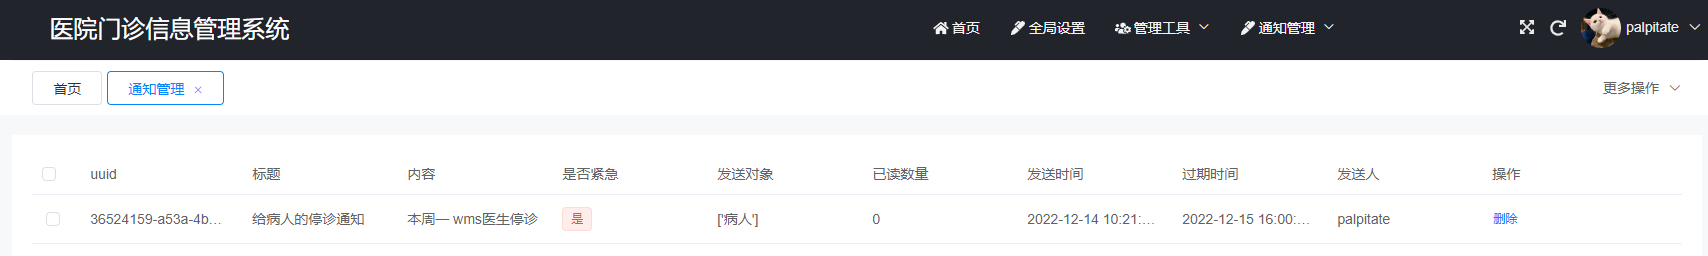 医院门诊信息管理系统 首页 全局设置 管理工具 通知管理 palpitate
首页 通知管理 × 更多操作
uuid 标题 内容 是否紧急 发送对象 已读数量 发送时间 过期时间 发送人 操作
36524159-a53a-4b... 给病人的停诊通知 本周一 wms医生停诊 是 ['病人'] 0 2022-12-14 10:21:... 2022-12-15 16:00:... palpitate 删除